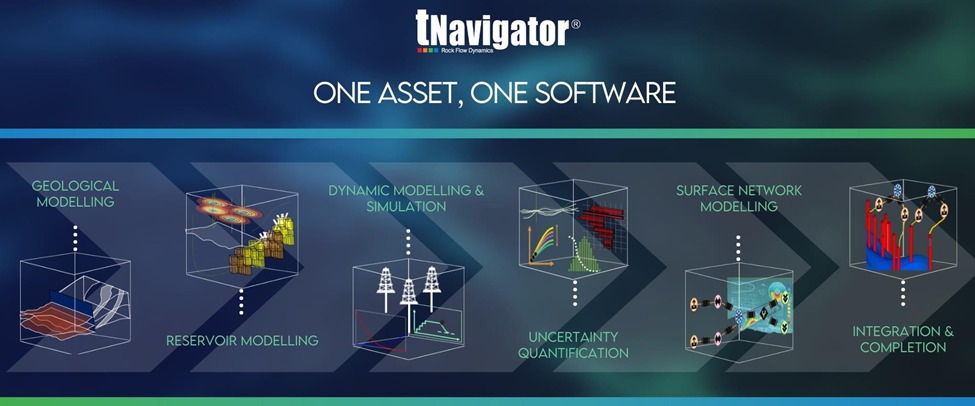 tNavigator®
Rock Flow Dynamics
ONE ASSET, ONE SOFTWARE
GEOLOGICAL
MODELLING
RESERVOIR MODELLING
DYNAMIC MODELLING &
SIMULATION
UNCERTAINTY
QUANTIFICATION
SURFACE NETWORK
MODELLING
INTEGRATION &
COMPLETION